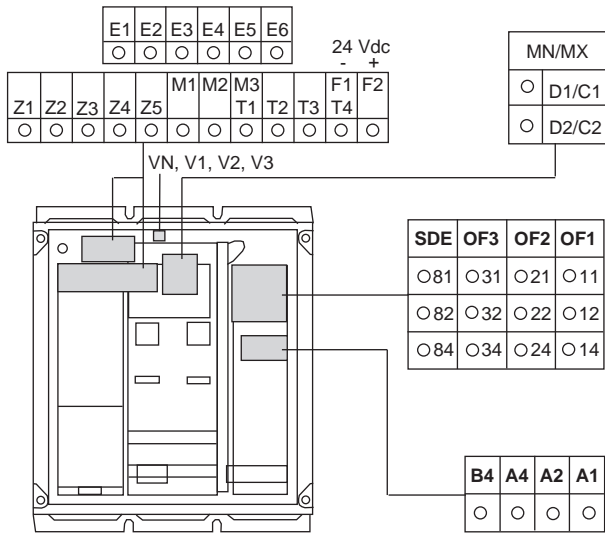 E1 E2 E3 E4 E5 E6
24 Vdc
- +
M1 M2 M3 F1 F2
Z1 Z2 Z3 Z4 Z5 T1 T2 T3 T4
MN/MX
D1/C1
D2/C2
VN, V1, V2, V3
SDE OF3 OF2 OF1
81 31 21 11
82 32 22 12
84 34 24 14
B4 A4 A2 A1